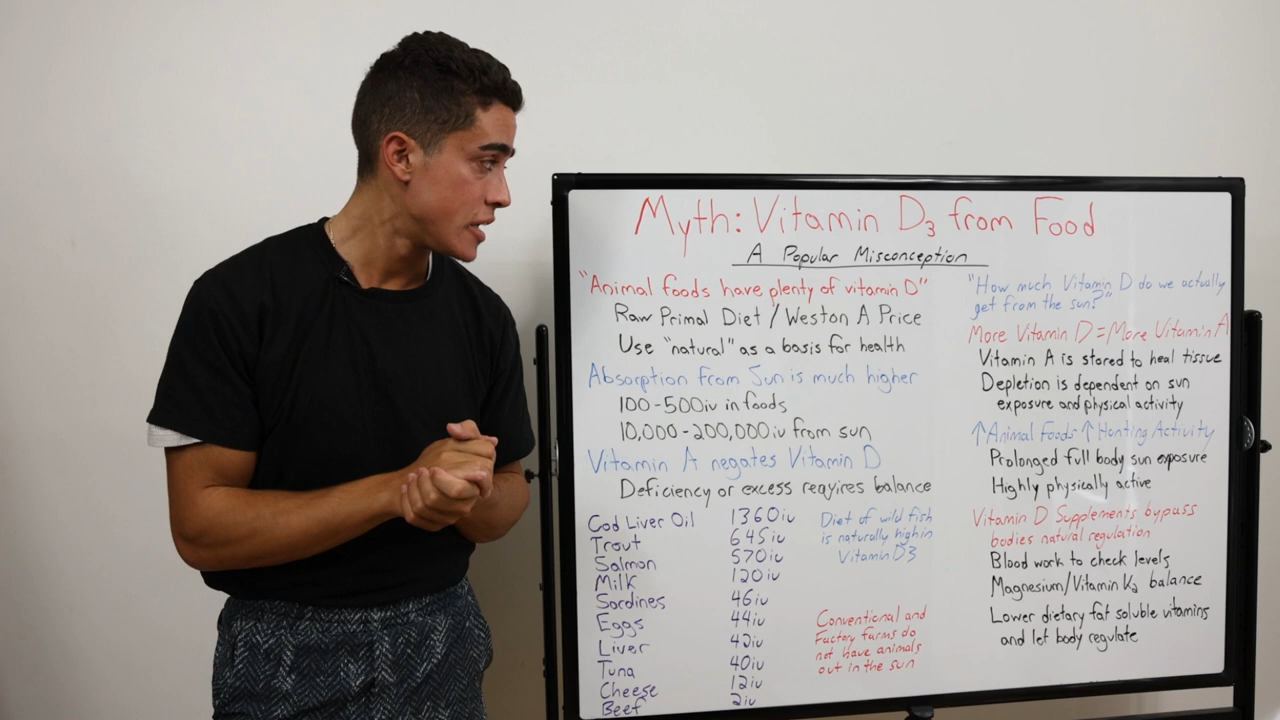 Myth: Vitamin D3 from Food
A Popular Misconception
"Animal foods have plenty of vitamin D"
Raw Primal Diet / Weston A Price
Use "natural" as a basis for health
Absorption from Sun is much higher
100-500iu in foods
10,000-200,000iu from sun
Vitamin A negates Vitamin D
Deficiency or excess requires balance
Cod Liver Oil 1360iu
Trout 645iu
Salmon 570iu
Milk 120iu
Sardines 46iu
Eggs 44iu
Liver 42iu
Tuna 40iu
Cheese 12iu
Beef 2iu
Diet of wild fish
is naturally high in
Vitamin D3
Conventional and
Factory farms do
not have animals
out in the sun
"How much Vitamin D do we actually
get from the sun?"
More Vitamin D = More Vitamin A
Vitamin A is stored to heal tissue
Depletion is dependent on sun
exposure and physical activity
↑Animal Foods ↑Hunting Activity
Prolonged full body sun exposure
Highly physically active
Vitamin D Supplements bypass
bodies natural regulation
Blood work to check levels
Magnesium/Vitamin K2 balance
Lower dietary fat soluble vitamins
and let body regulate